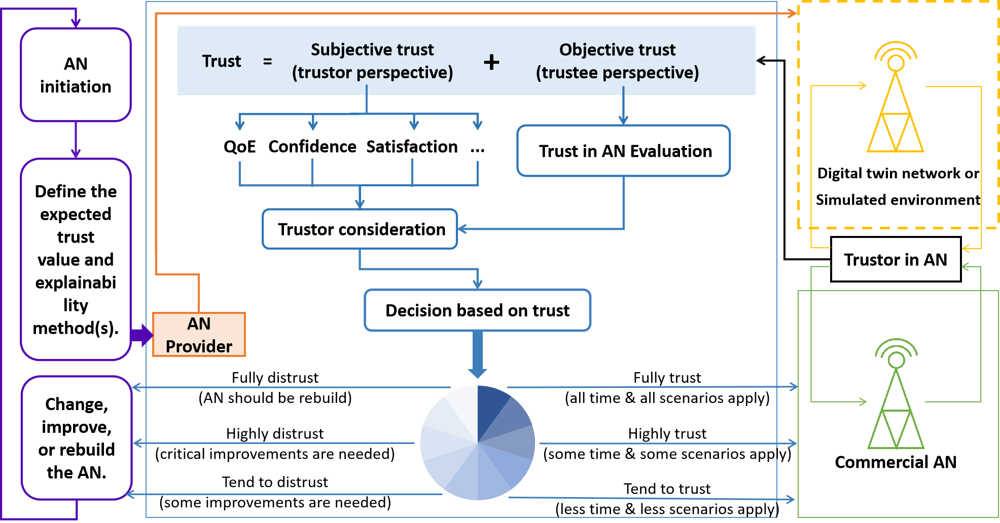 AN
initiation
Define the
expected
trust
value and
explainabi
lity
method(s).
Change,
improve,
or rebuild
the AN.
AN
Provider
Trust = Subjective trust + Objective trust
(trustor perspective) (trustee perspective)
QoE Confidence Satisfaction ...
Trust in AN Evaluation
Trustor consideration
Decision based on trust
Fully distrust
(AN should be rebuild)
Highly distrust
(critical improvements are needed)
Tend to distrust
(some improvements are needed)
Fully trust
(all time & all scenarios apply)
Highly trust
(some time & some scenarios apply)
Tend to trust
(less time & less scenarios apply)
Digital twin network or
Simulated environment
Trustor in AN
Commercial AN